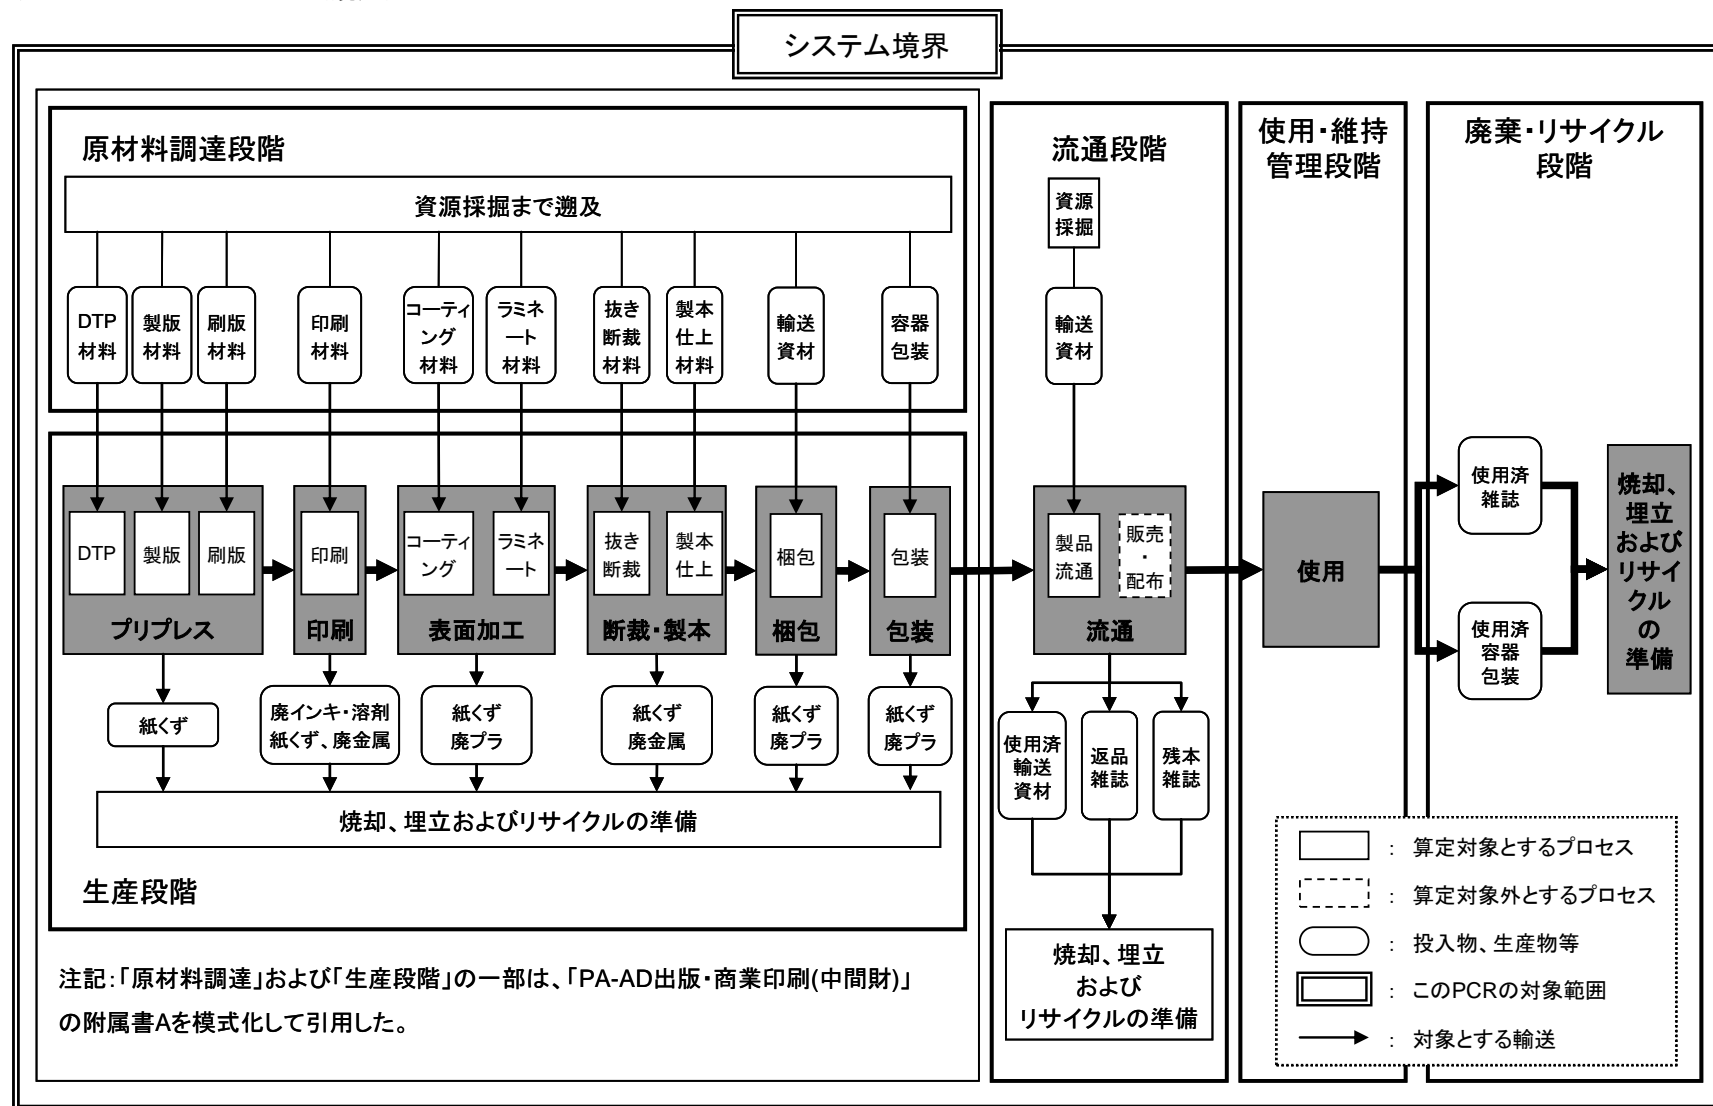 システム境界
原材料調達段階
資源採掘まで遡及
DTP
材料
製版
材料
刷版
材料
印刷
材料
コーティ
ング
材料
ラミネ
ート
材料
抜き
断裁
材料
製本
仕上
材料
輸送
資材
容器
包装
DTP
製版
刷版
プリプレス
印刷
印刷
コーティ
ング
ラミネ
ート
表面加工
抜き
断裁
製本
仕上
断裁・製本
梱包
梱包
包装
包装
紙くず
廃インキ・溶剤
紙くず、廃金属
紙くず
廃プラ
紙くず
廃金属
紙くず
廃プラ
紙くず
廃プラ
焼却、埋立およびリサイクルの準備
生産段階
注記：「原材料調達」および「生産段階」の一部は、「PA-AD出版・商業印刷(中間財)」
の附属書Aを模式化して引用した。
流通段階
資源
採掘
輸送
資材
製品
流通
販売
・
配布
流通
使用済
輸送
資材
返品
雑誌
残本
雑誌
焼却、埋立
および
リサイクルの準備
使用・維持
管理段階
使用
廃棄・リサイクル
段階
使用済
雑誌
使用済
容器
包装
焼却、
埋立
および
リサイ
クル
の
準備
： 算定対象とするプロセス
： 算定対象外とするプロセス
： 投入物、生産物等
： このPCRの対象範囲
： 対象とする輸送